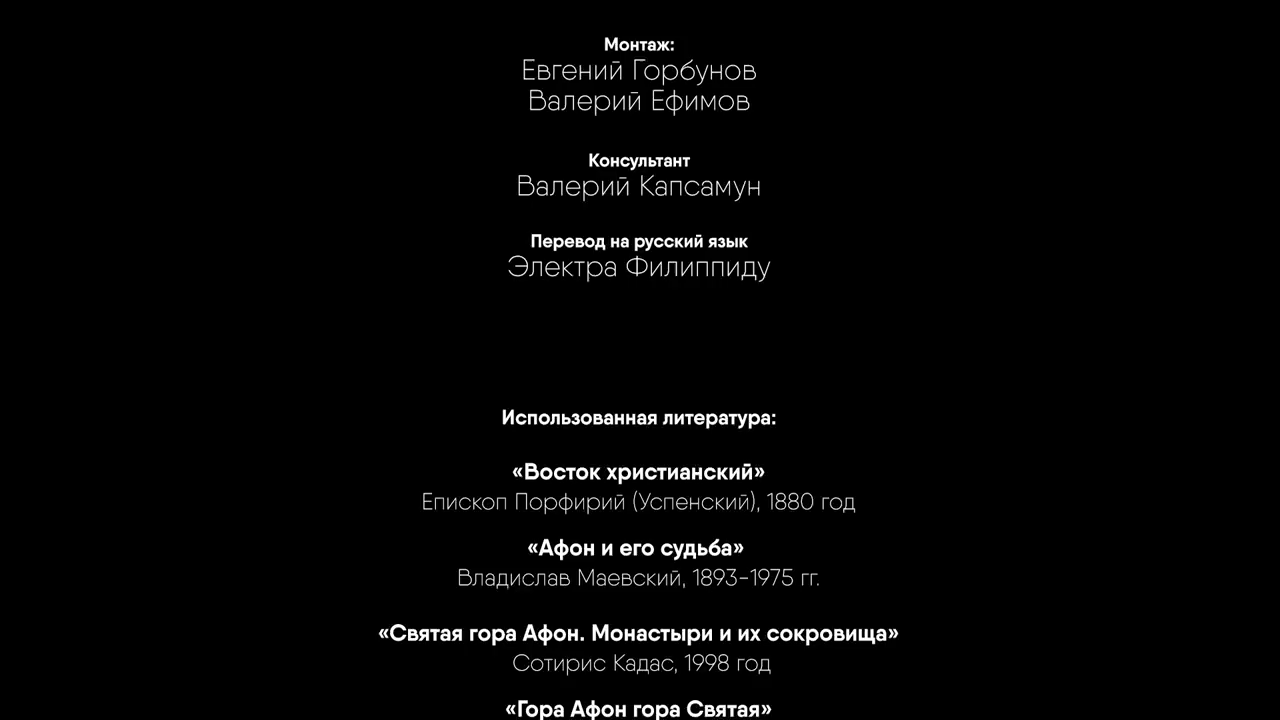 Монтаж:
Евгений Горбунов
Валерий Ефимов
Консультант
Валерий Капсамун
Перевод на русский язык
Электра Филиппиду
Использованная литература:
«Восток христианский»
Епископ Порфирий (Успенский), 1880 год
«Афон и его судьба»
Владислав Маевский, 1893-1975 гг.
«Святая гора Афон. Монастыри и их сокровища»
Сотирис Кадас, 1998 год
«Гора Афон гора Святая»